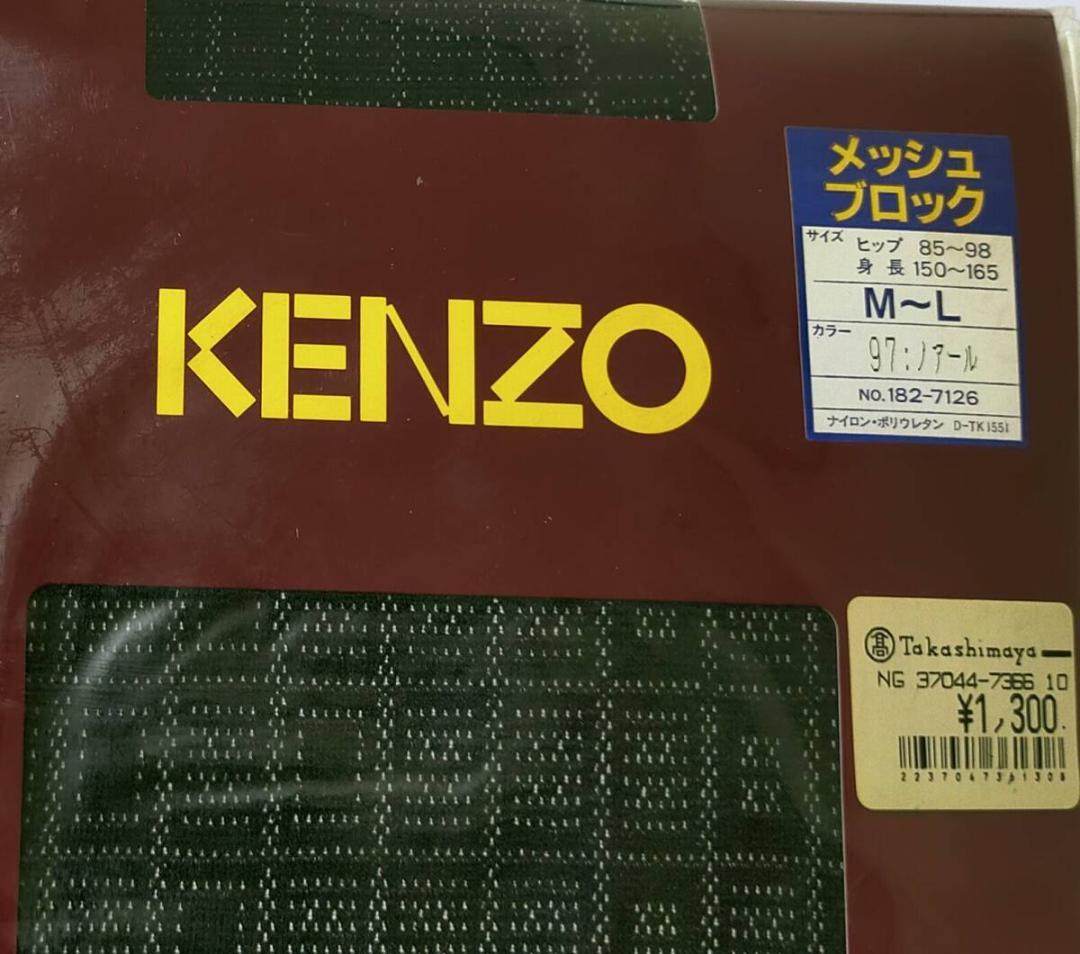 KENZO
メッシュ
ブロック
サイズ ヒップ 85〜98
身長 150〜165
M〜L
カラー
97:ノアール
NO.182-7126
ナイロン・ポリウレタン D-TK1551
髙 Takashimaya
NG 37044-7366 10
¥1,300.